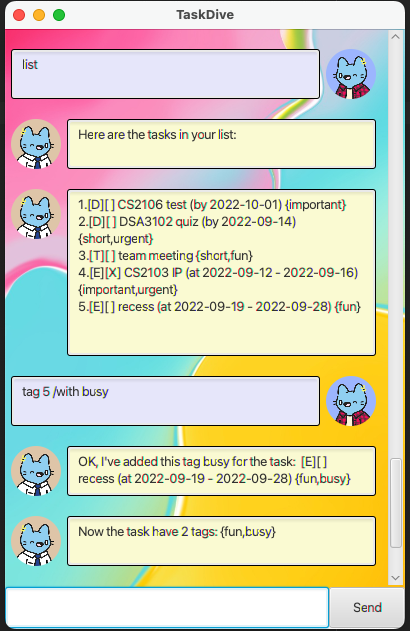 TaskDive
list
Here are the tasks in your list:
1.[D][ ] CS2106 test (by 2022-10-01) {important}
2.[D][ ] DSA3102 quiz (by 2022-09-14)
{short,urgent}
3.[T][ ] team meeting {short,fun}
4.[E][X] CS2103 IP (at 2022-09-12 - 2022-09-16)
{important,urgent}
5.[E][ ] recess (at 2022-09-19 - 2022-09-28) {fun}
tag 5 /with busy
OK, I've added this tag busy for the task:  [E][ ]
recess (at 2022-09-19 - 2022-09-28) {fun,busy}
Now the task have 2 tags: {fun,busy}
Send